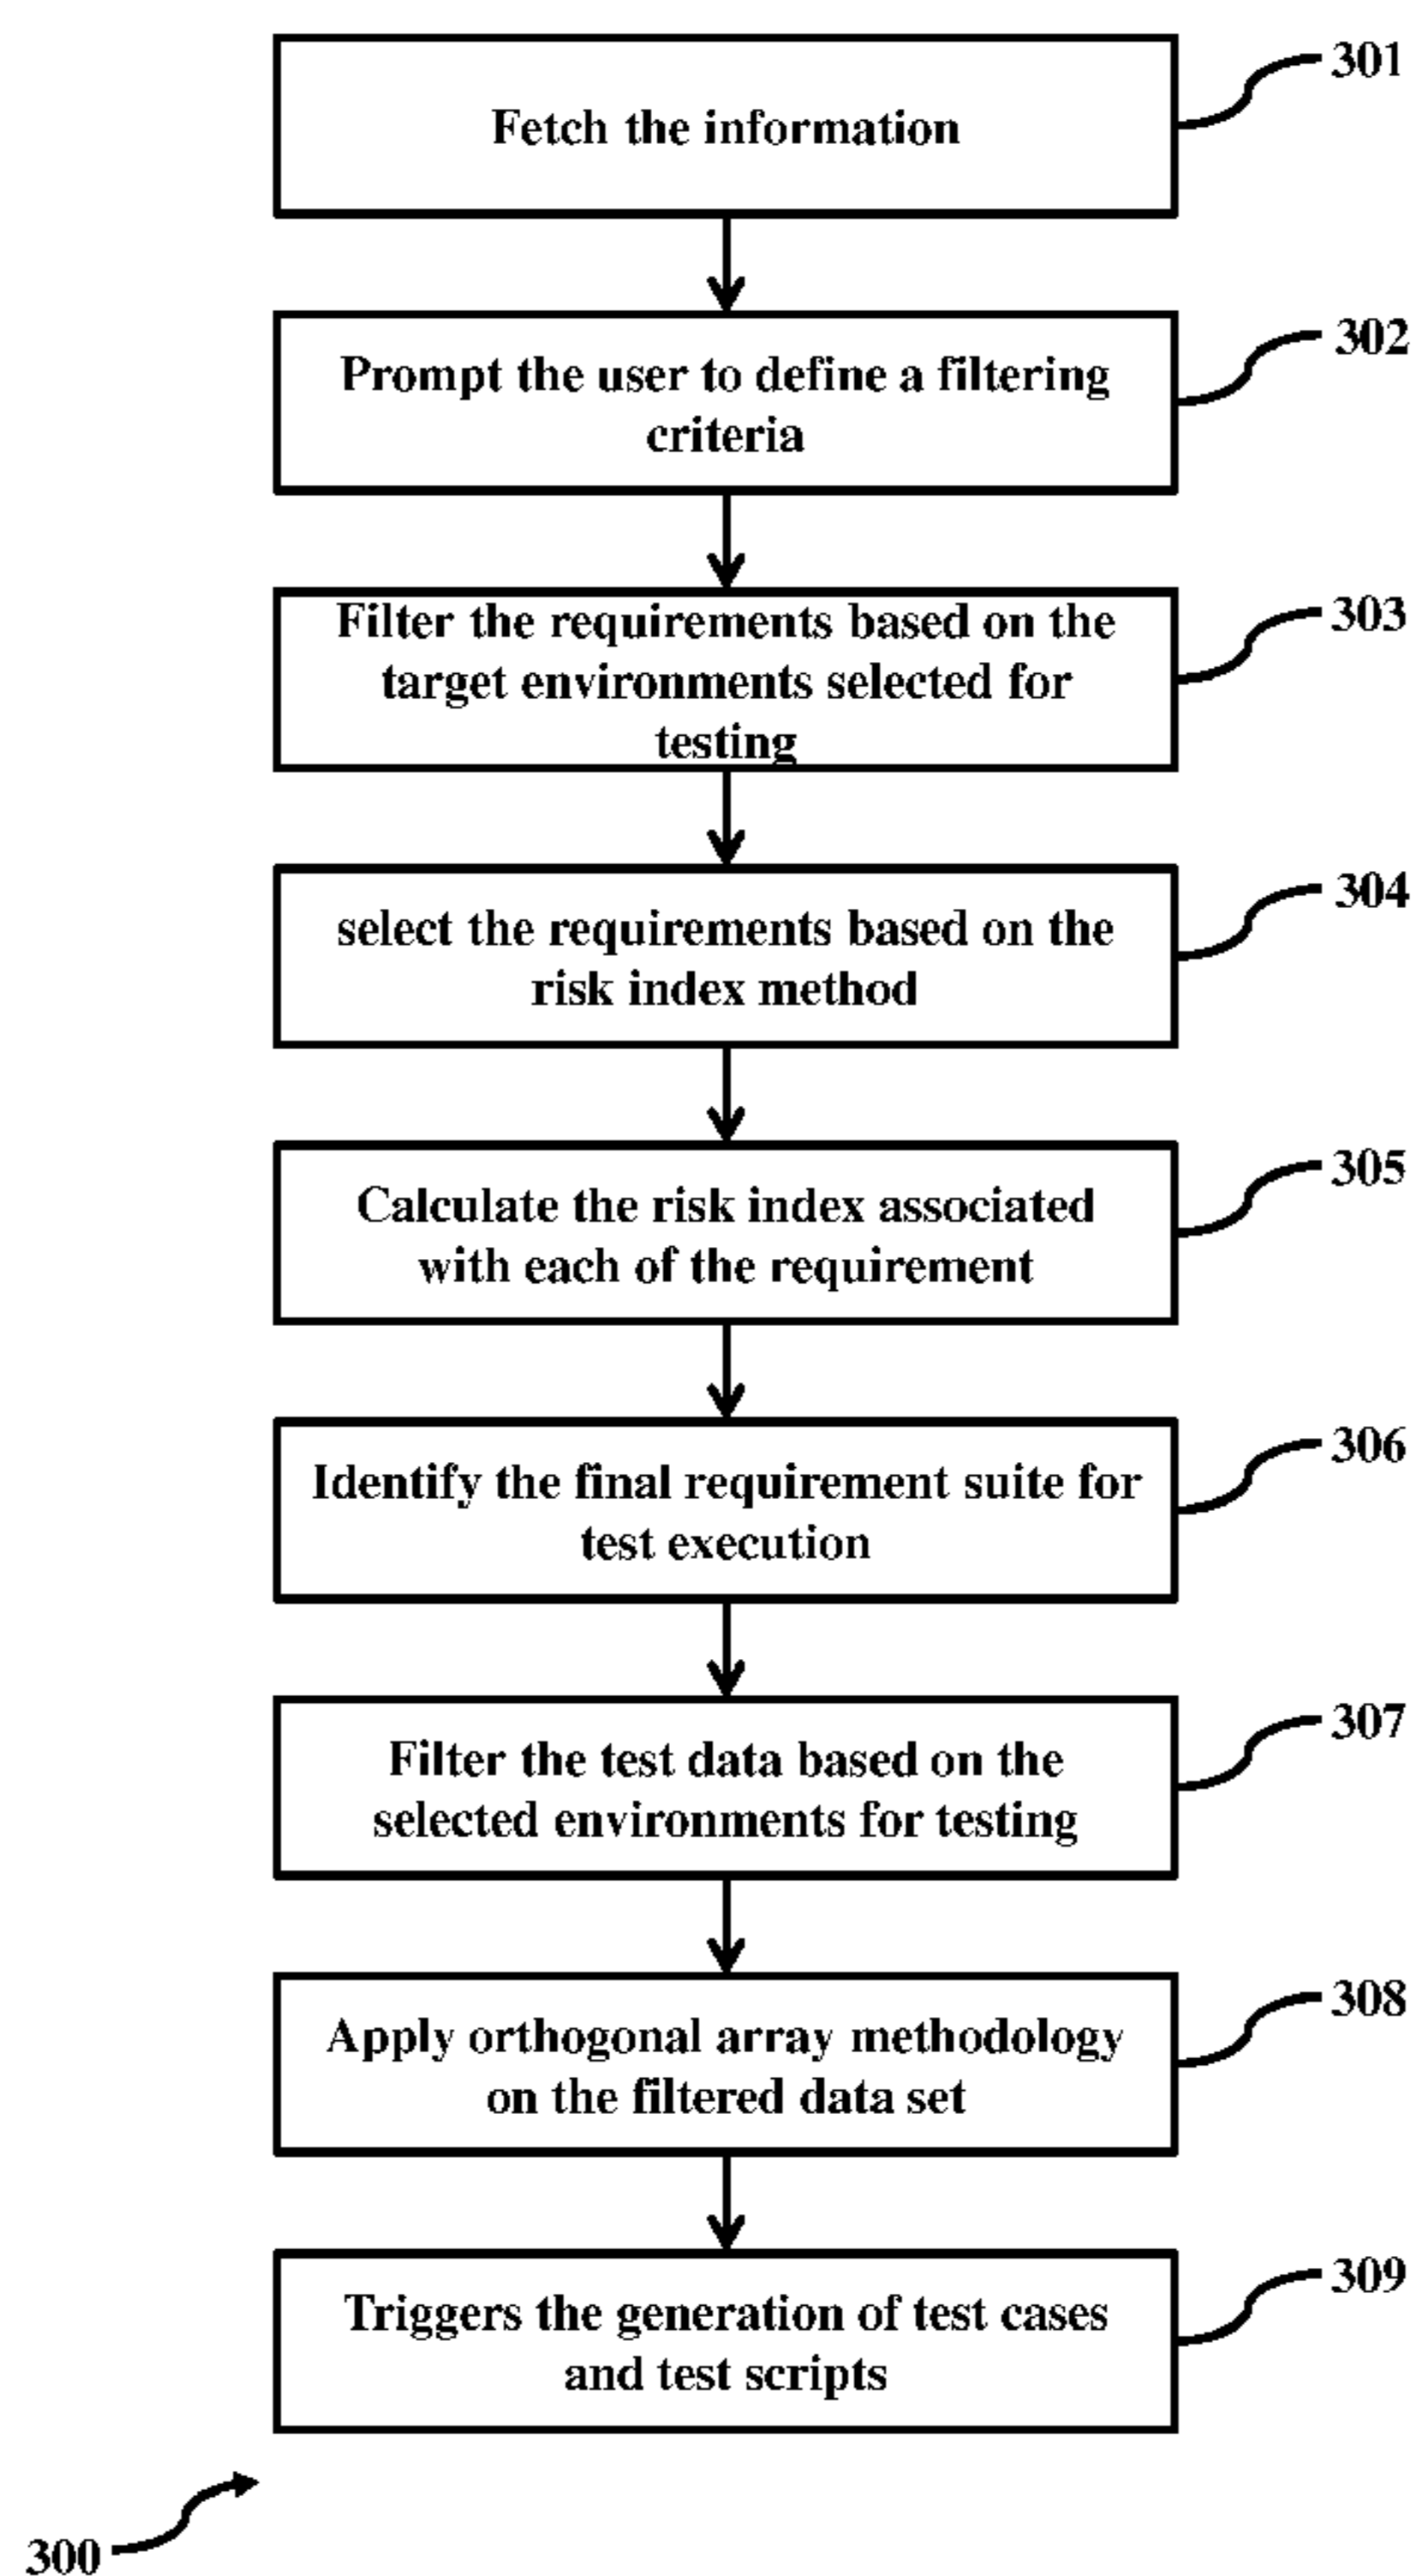 Fetch the information
301
Prompt the user to define a filtering
criteria
302
Filter the requirements based on the
target environments selected for
testing
303
select the requirements based on the
risk index method
304
Calculate the risk index associated
with each of the requirement
305
Identify the final requirement suite for
test execution
306
Filter the test data based on the
selected environments for testing
307
Apply orthogonal array methodology
on the filtered data set
308
Triggers the generation of test cases
and test scripts
309
300